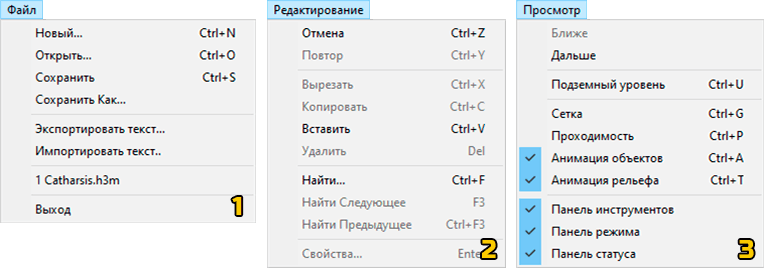 Файл
Новый... Ctrl+N
Открыть... Ctrl+O
Сохранить Ctrl+S
Сохранить Как...
Экспортировать текст...
Импортировать текст..
1 Catharsis.h3m
Выход
1
Редактирование
Отмена Ctrl+Z
Повтор Ctrl+Y
Вырезать Ctrl+X
Копировать Ctrl+C
Вставить Ctrl+V
Удалить Del
Найти... Ctrl+F
Найти Следующее F3
Найти Предыдущее Ctrl+F3
Свойства... Ente
2
Просмотр
Ближе
Дальше
Подземный уровень Ctrl+U
Сетка Ctrl+G
Проходимость Ctrl+P
Анимация объектов Ctrl+A
Анимация рельефа Ctrl+T
Панель инструментов
Панель режима
Панель статуса
3